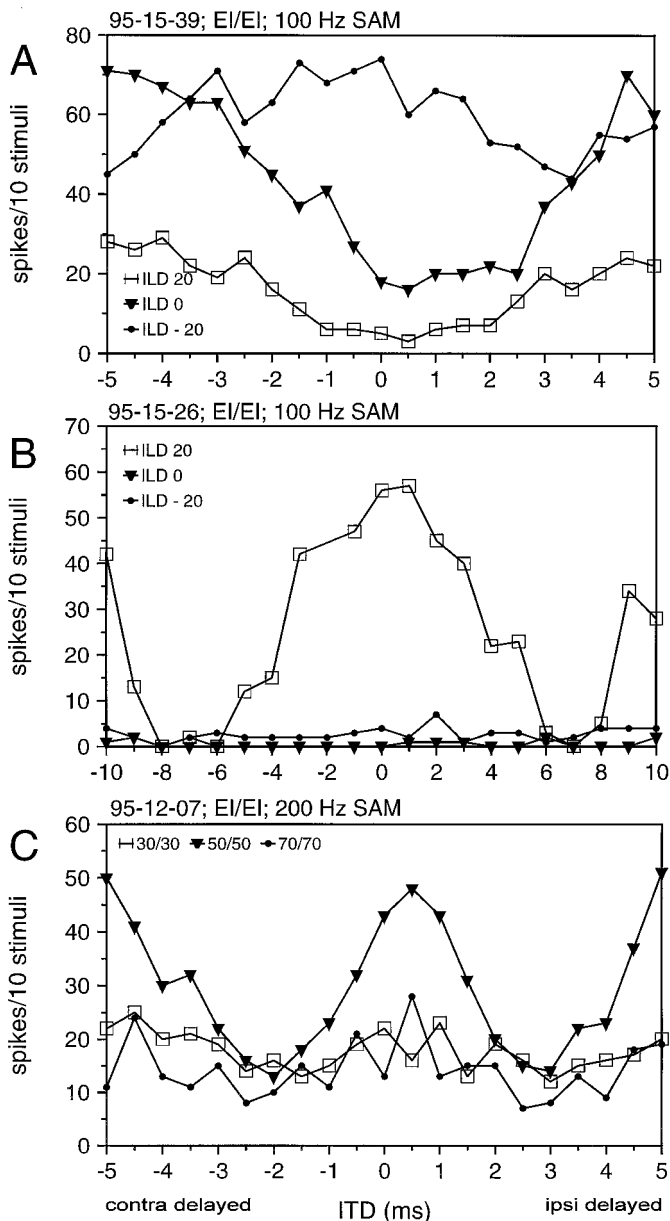 95-15-39; EI/EI; 100 Hz SAM
A
80
60
40
20
0
spikes/10 stimuli
ILD 20
ILD 0
ILD - 20
-5 -4 -3 -2 -1 0 1 2 3 4 5
95-15-26; EI/EI; 100 Hz SAM
B
70
60
50
40
30
20
10
0
spikes/10 stimuli
ILD 20
ILD 0
ILD - 20
-10 -8 -6 -4 -2 0 2 4 6 8 10
95-12-07; EI/EI; 200 Hz SAM
C
60
50
40
30
20
10
0
spikes/10 stimuli
30/30 50/50 70/70
-5 -4 -3 -2 -1 0 1 2 3 4 5
contra delayed ITD (ms) ipsi delayed